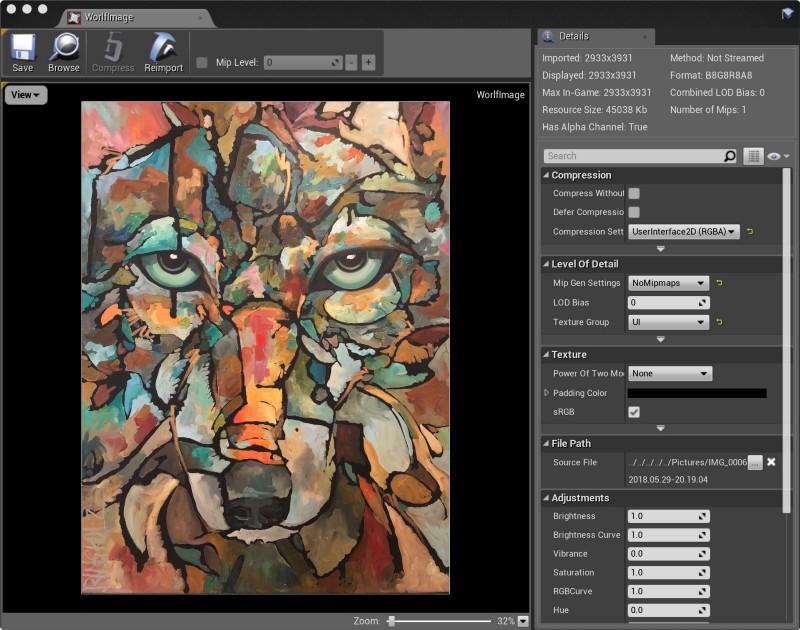 WorlfImage
Save
Browse
Compress
Reimport
Mip Level:
0
-
+
View
WorlfImage
Zoom:
32%
Details
Imported: 2933x3931
Method: Not Streamed
Displayed: 2933x3931
Format: B8G8R8A8
Max In-Game: 2933x3931
Combined LOD Bias: 0
Resource Size: 45038 Kb
Number of Mips: 1
Has Alpha Channel: True
Search
Compression
Compress Without
Defer Compressio
Compression Sett
UserInterface2D (RGBA)
Level Of Detail
Mip Gen Settings
NoMipmaps
LOD Bias
0
Texture Group
UI
Texture
Power Of Two Mo
None
Padding Color
sRGB
File Path
Source File
../../../../../Pictures/IMG_0006
...
2018.05.29-20.19.04
Adjustments
Brightness
1.0
Brightness Curve
1.0
Vibrance
0.0
Saturation
1.0
RGBCurve
1.0
Hue
0.0